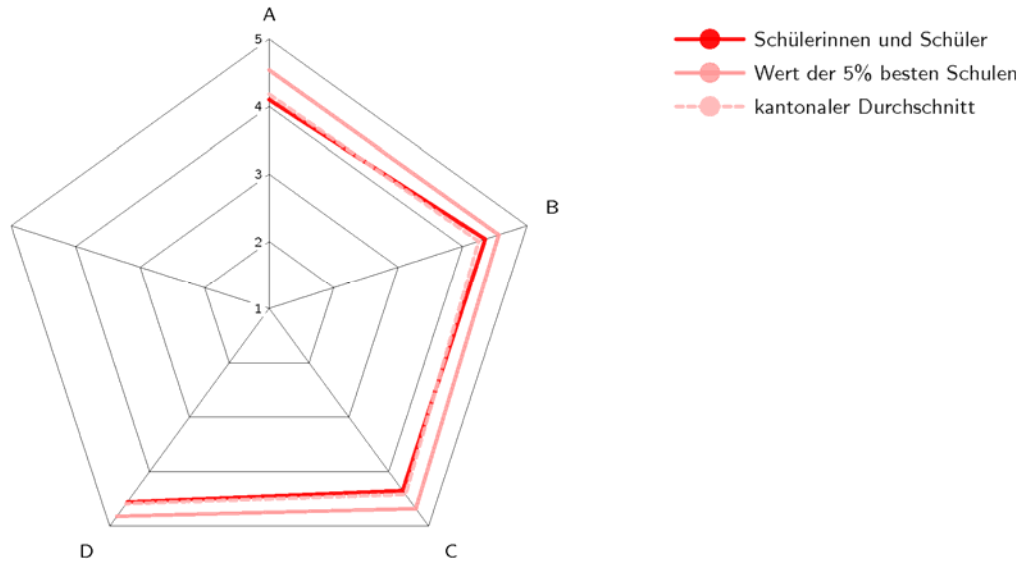 A
5
4
3
2
1
B
C
D
Schülerinnen und Schüler
Wert der 5% besten Schulen
kantonaler Durchschnitt